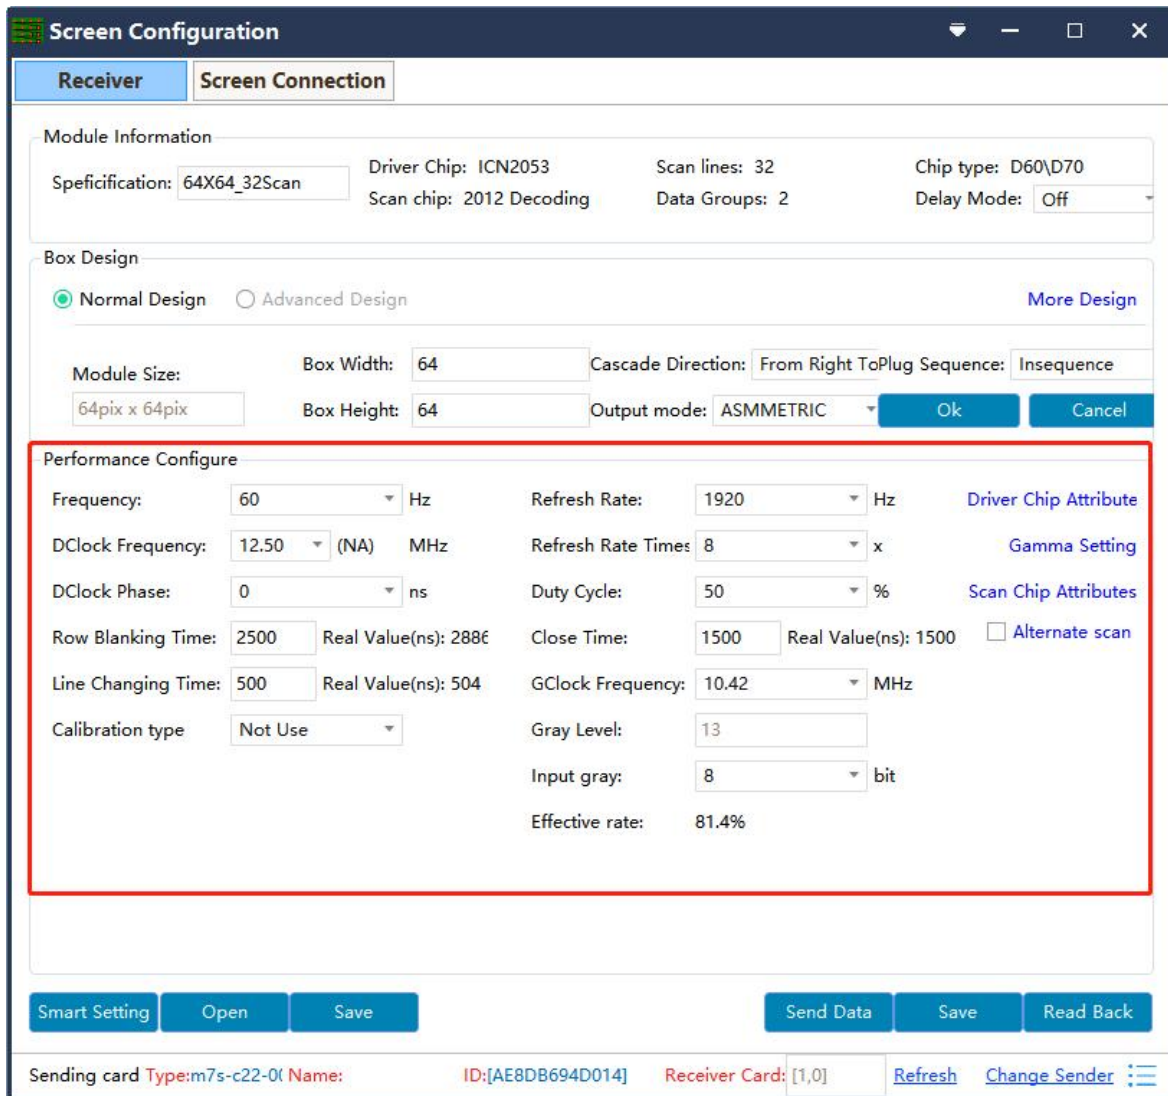 Screen Configuration
Receiver Screen Connection
Module Information
Speficification: 64X64_32Scan
Driver Chip: ICN2053 Scan lines: 32 Chip type: D60\D70
Scan chip: 2012 Decoding Data Groups: 2 Delay Mode: Off
Box Design
Normal Design Advanced Design More Design
Module Size: Box Width: 64 Cascade Direction: From Right To Plug Sequence: Insequence
64pix x 64pix Box Height: 64 Output mode: ASMMETRIC Ok Cancel
Performance Configure
Frequency: 60 Hz Refresh Rate: 1920 Hz Driver Chip Attribute
DClock Frequency: 12.50 (NA) MHz Refresh Rate Times 8 x Gamma Setting
DClock Phase: 0 ns Duty Cycle: 50 % Scan Chip Attributes
Row Blanking Time: 2500 Real Value(ns): 2886 Close Time: 1500 Real Value(ns): 1500 Alternate scan
Line Changing Time: 500 Real Value(ns): 504 GClock Frequency: 10.42 MHz
Calibration type Not Use Gray Level: 13
Input gray: 8 bit
Effective rate: 81.4%
Smart Setting Open Save Send Data Save Read Back
Sending card Type:m7s-c22-0( Name: ID:[AE8DB694D014] Receiver Card: [1,0] Refresh Change Sender